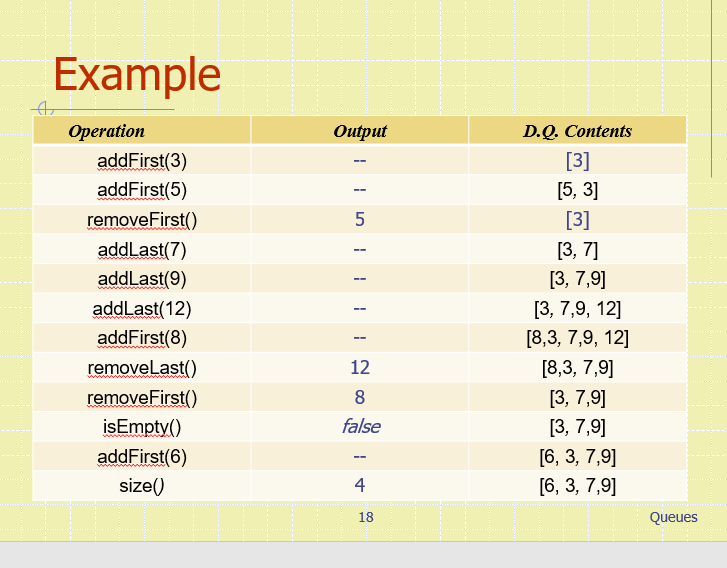 Example
Operation Output D.Q. Contents
addFirst(3) -- [3]
addFirst(5) -- [5, 3]
removeFirst() 5 [3]
addLast(7) -- [3, 7]
addLast(9) -- [3, 7,9]
addLast(12) -- [3, 7,9, 12]
addFirst(8) -- [8,3, 7,9, 12]
removeLast() 12 [8,3, 7,9]
removeFirst() 8 [3, 7,9]
isEmpty() false [3, 7,9]
addFirst(6) -- [6, 3, 7,9]
size() 4 [6, 3, 7,9]
18 Queues